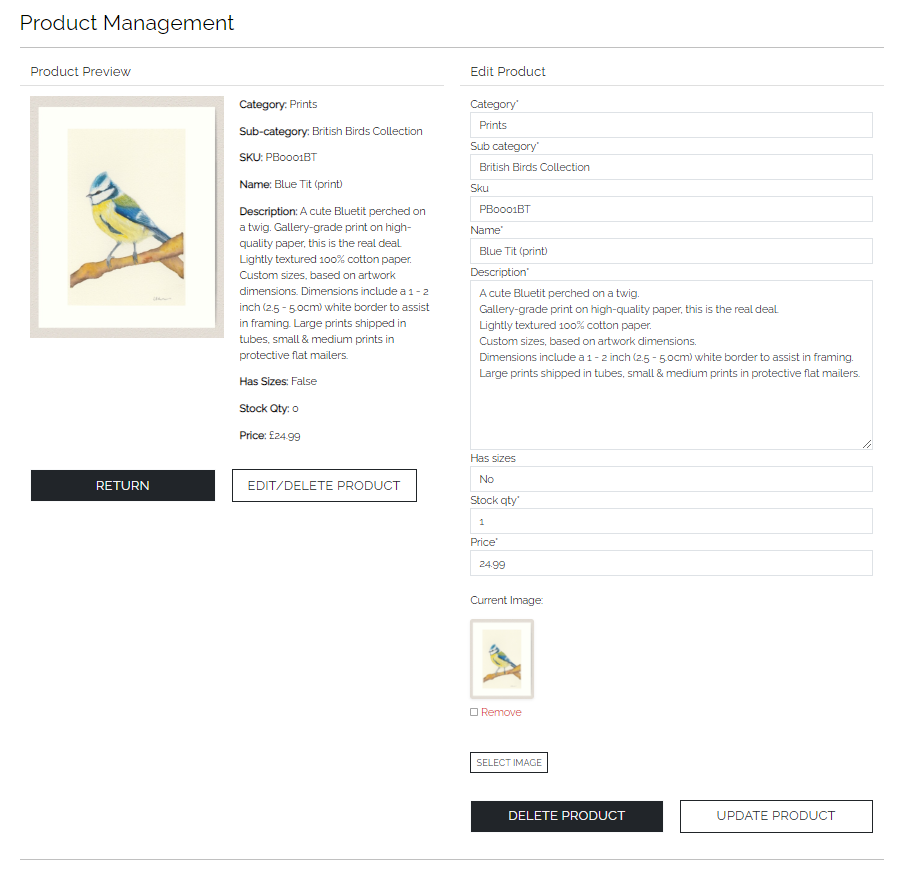 Product Management
Product Preview
Category: Prints
Sub-category: British Birds Collection
SKU: PB0001BT
Name: Blue Tit (print)
Description: A cute Bluetit perched on
a twig. Gallery-grade print on high-
quality paper, this is the real deal.
Lightly textured 100% cotton paper.
Custom sizes, based on artwork
dimensions. Dimensions include a 1 - 2
inch (2.5 - 5.0cm) white border to assist
in framing. Large prints shipped in
tubes, small & medium prints in
protective flat mailers.
Has Sizes: False
Stock Qty: 0
Price: £24.99
RETURN
EDIT/DELETE PRODUCT
Edit Product
Category*
Prints
Sub category*
British Birds Collection
Sku
PB0001BT
Name*
Blue Tit (print)
Description*
A cute Bluetit perched on a twig.
Gallery-grade print on high-quality paper, this is the real deal.
Lightly textured 100% cotton paper.
Custom sizes, based on artwork dimensions.
Dimensions include a 1 - 2 inch (2.5 - 5.0cm) white border to assist in framing.
Large prints shipped in tubes, small & medium prints in protective flat mailers.
Has sizes
No
Stock qty*
1
Price*
24.99
Current Image:
Remove
SELECT IMAGE
DELETE PRODUCT
UPDATE PRODUCT